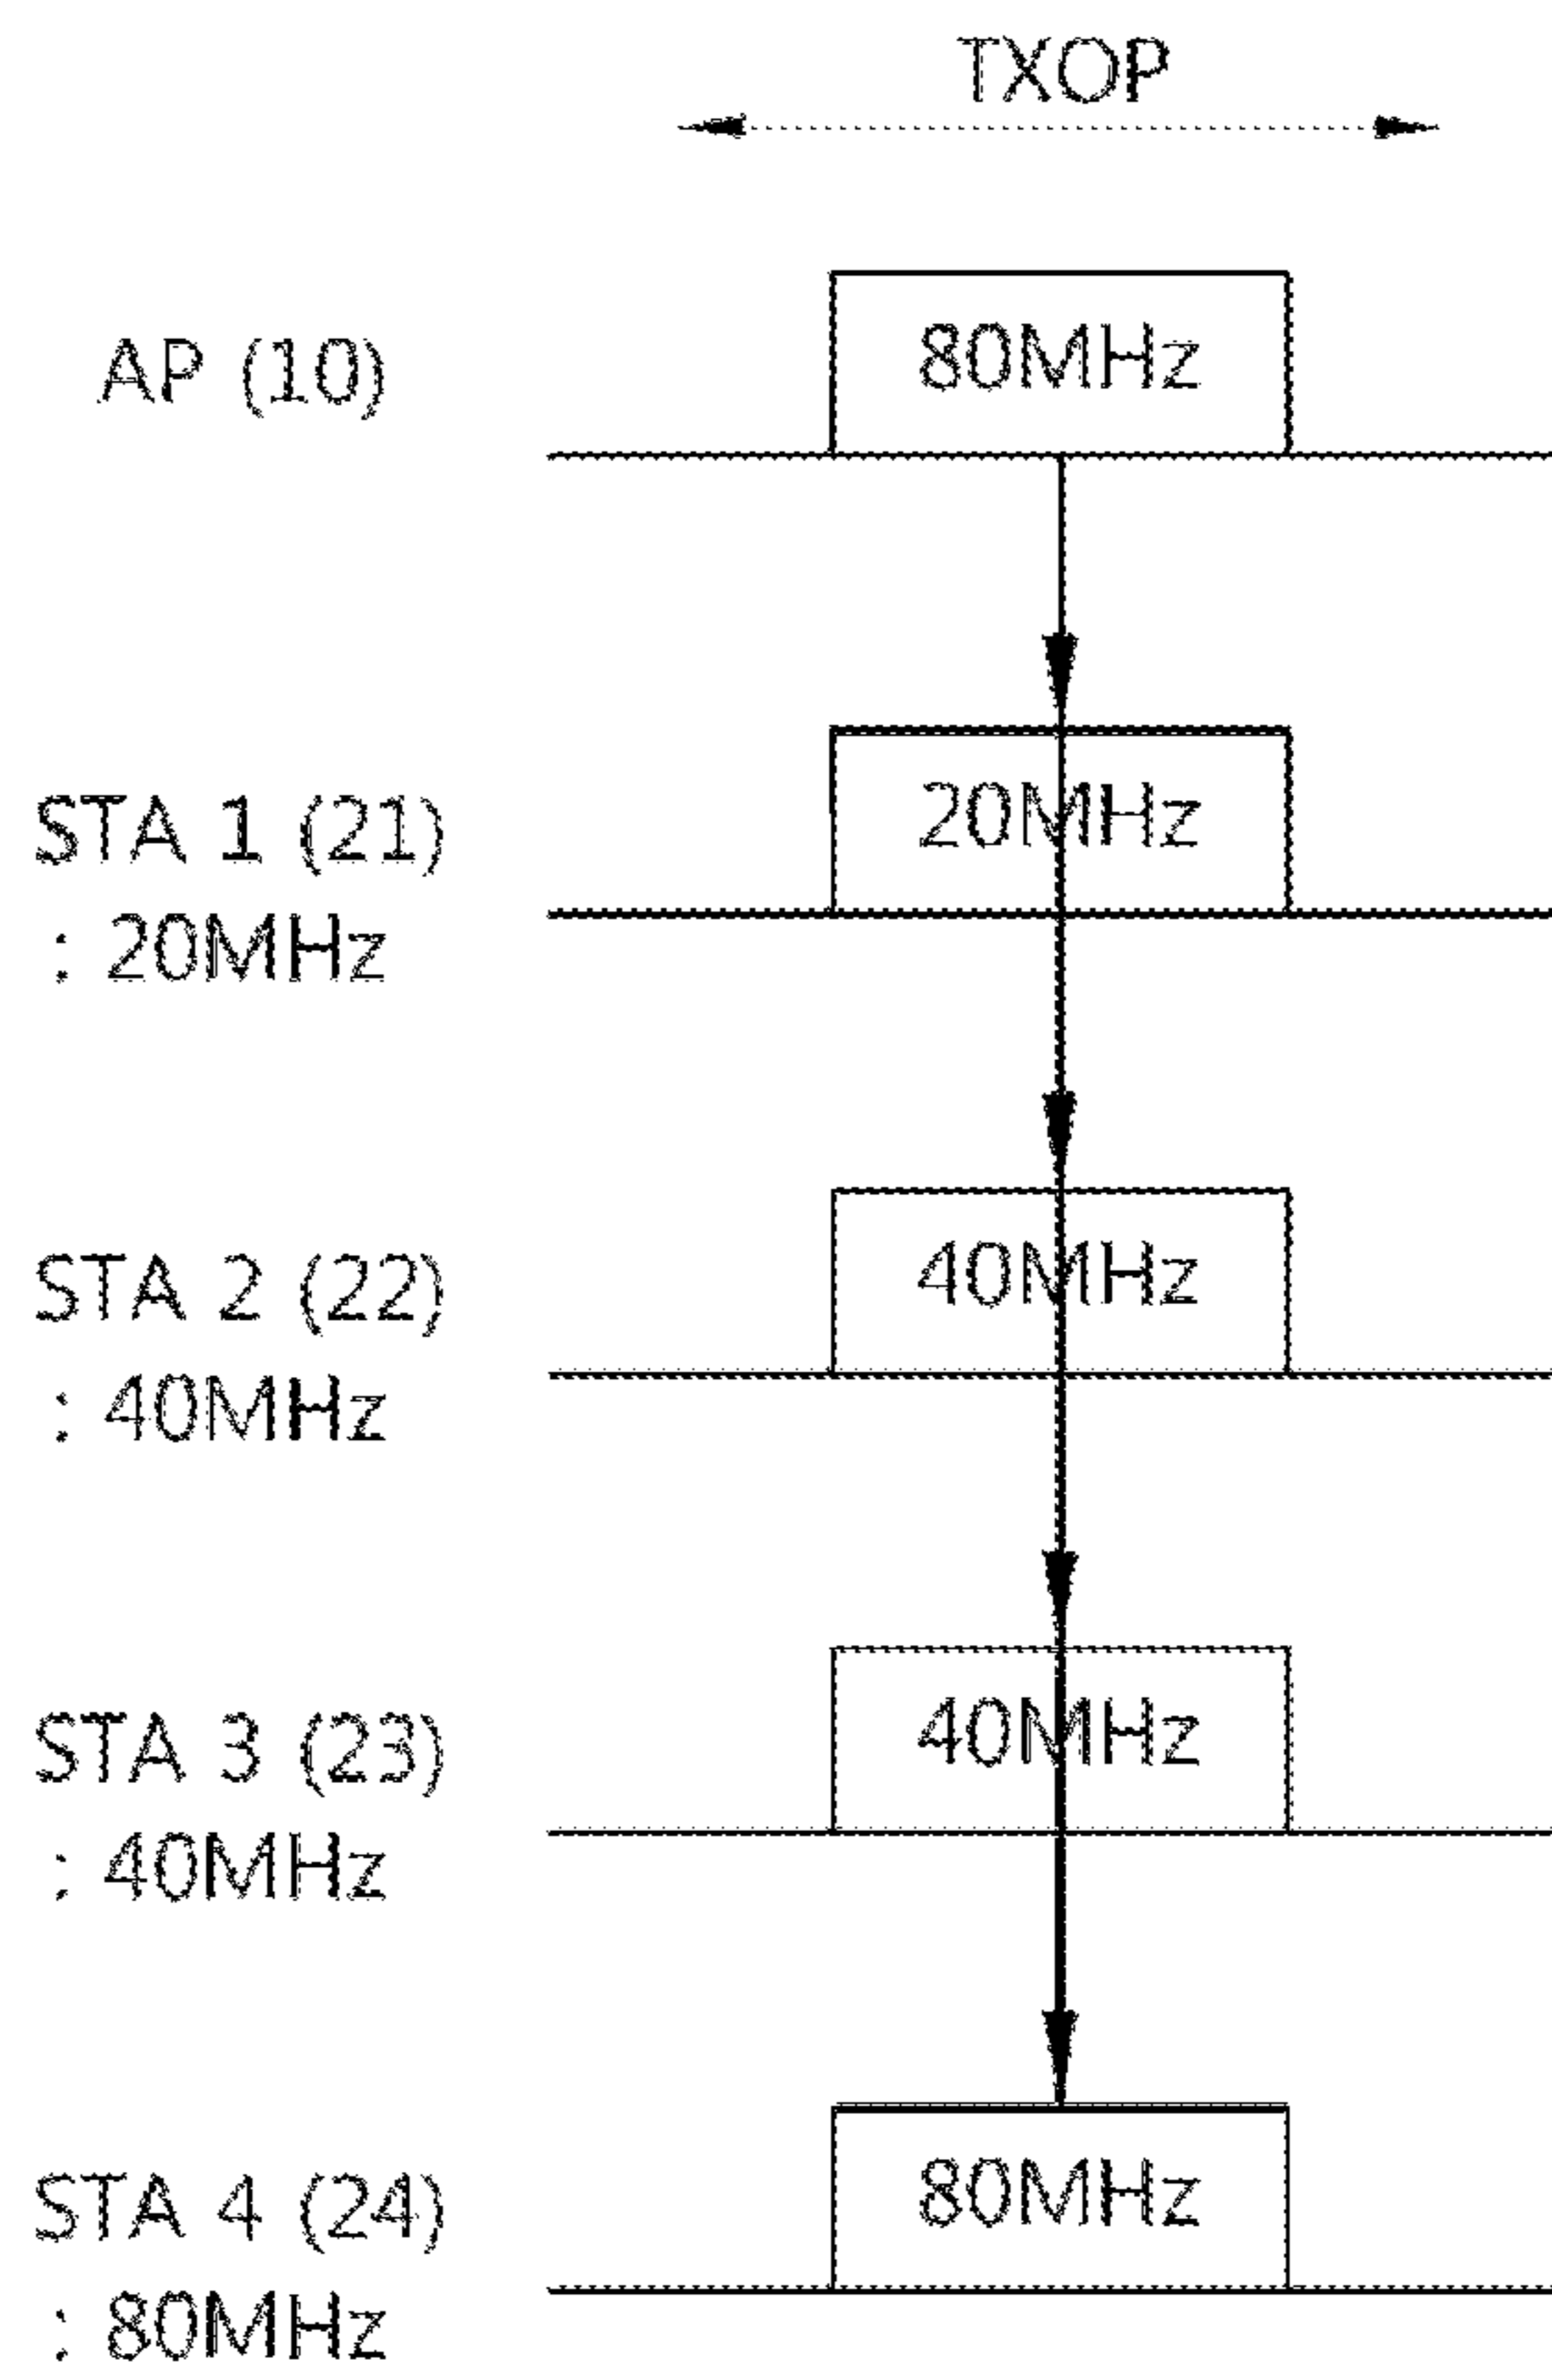 TXOP
AP (10)
80MHz
STA 1 (21)
: 20MHz
20MHz
STA 2 (22)
: 40MHz
40MHz
STA 3 (23)
: 40MHz
40MHz
STA 4 (24)
: 80MHz
80MHz